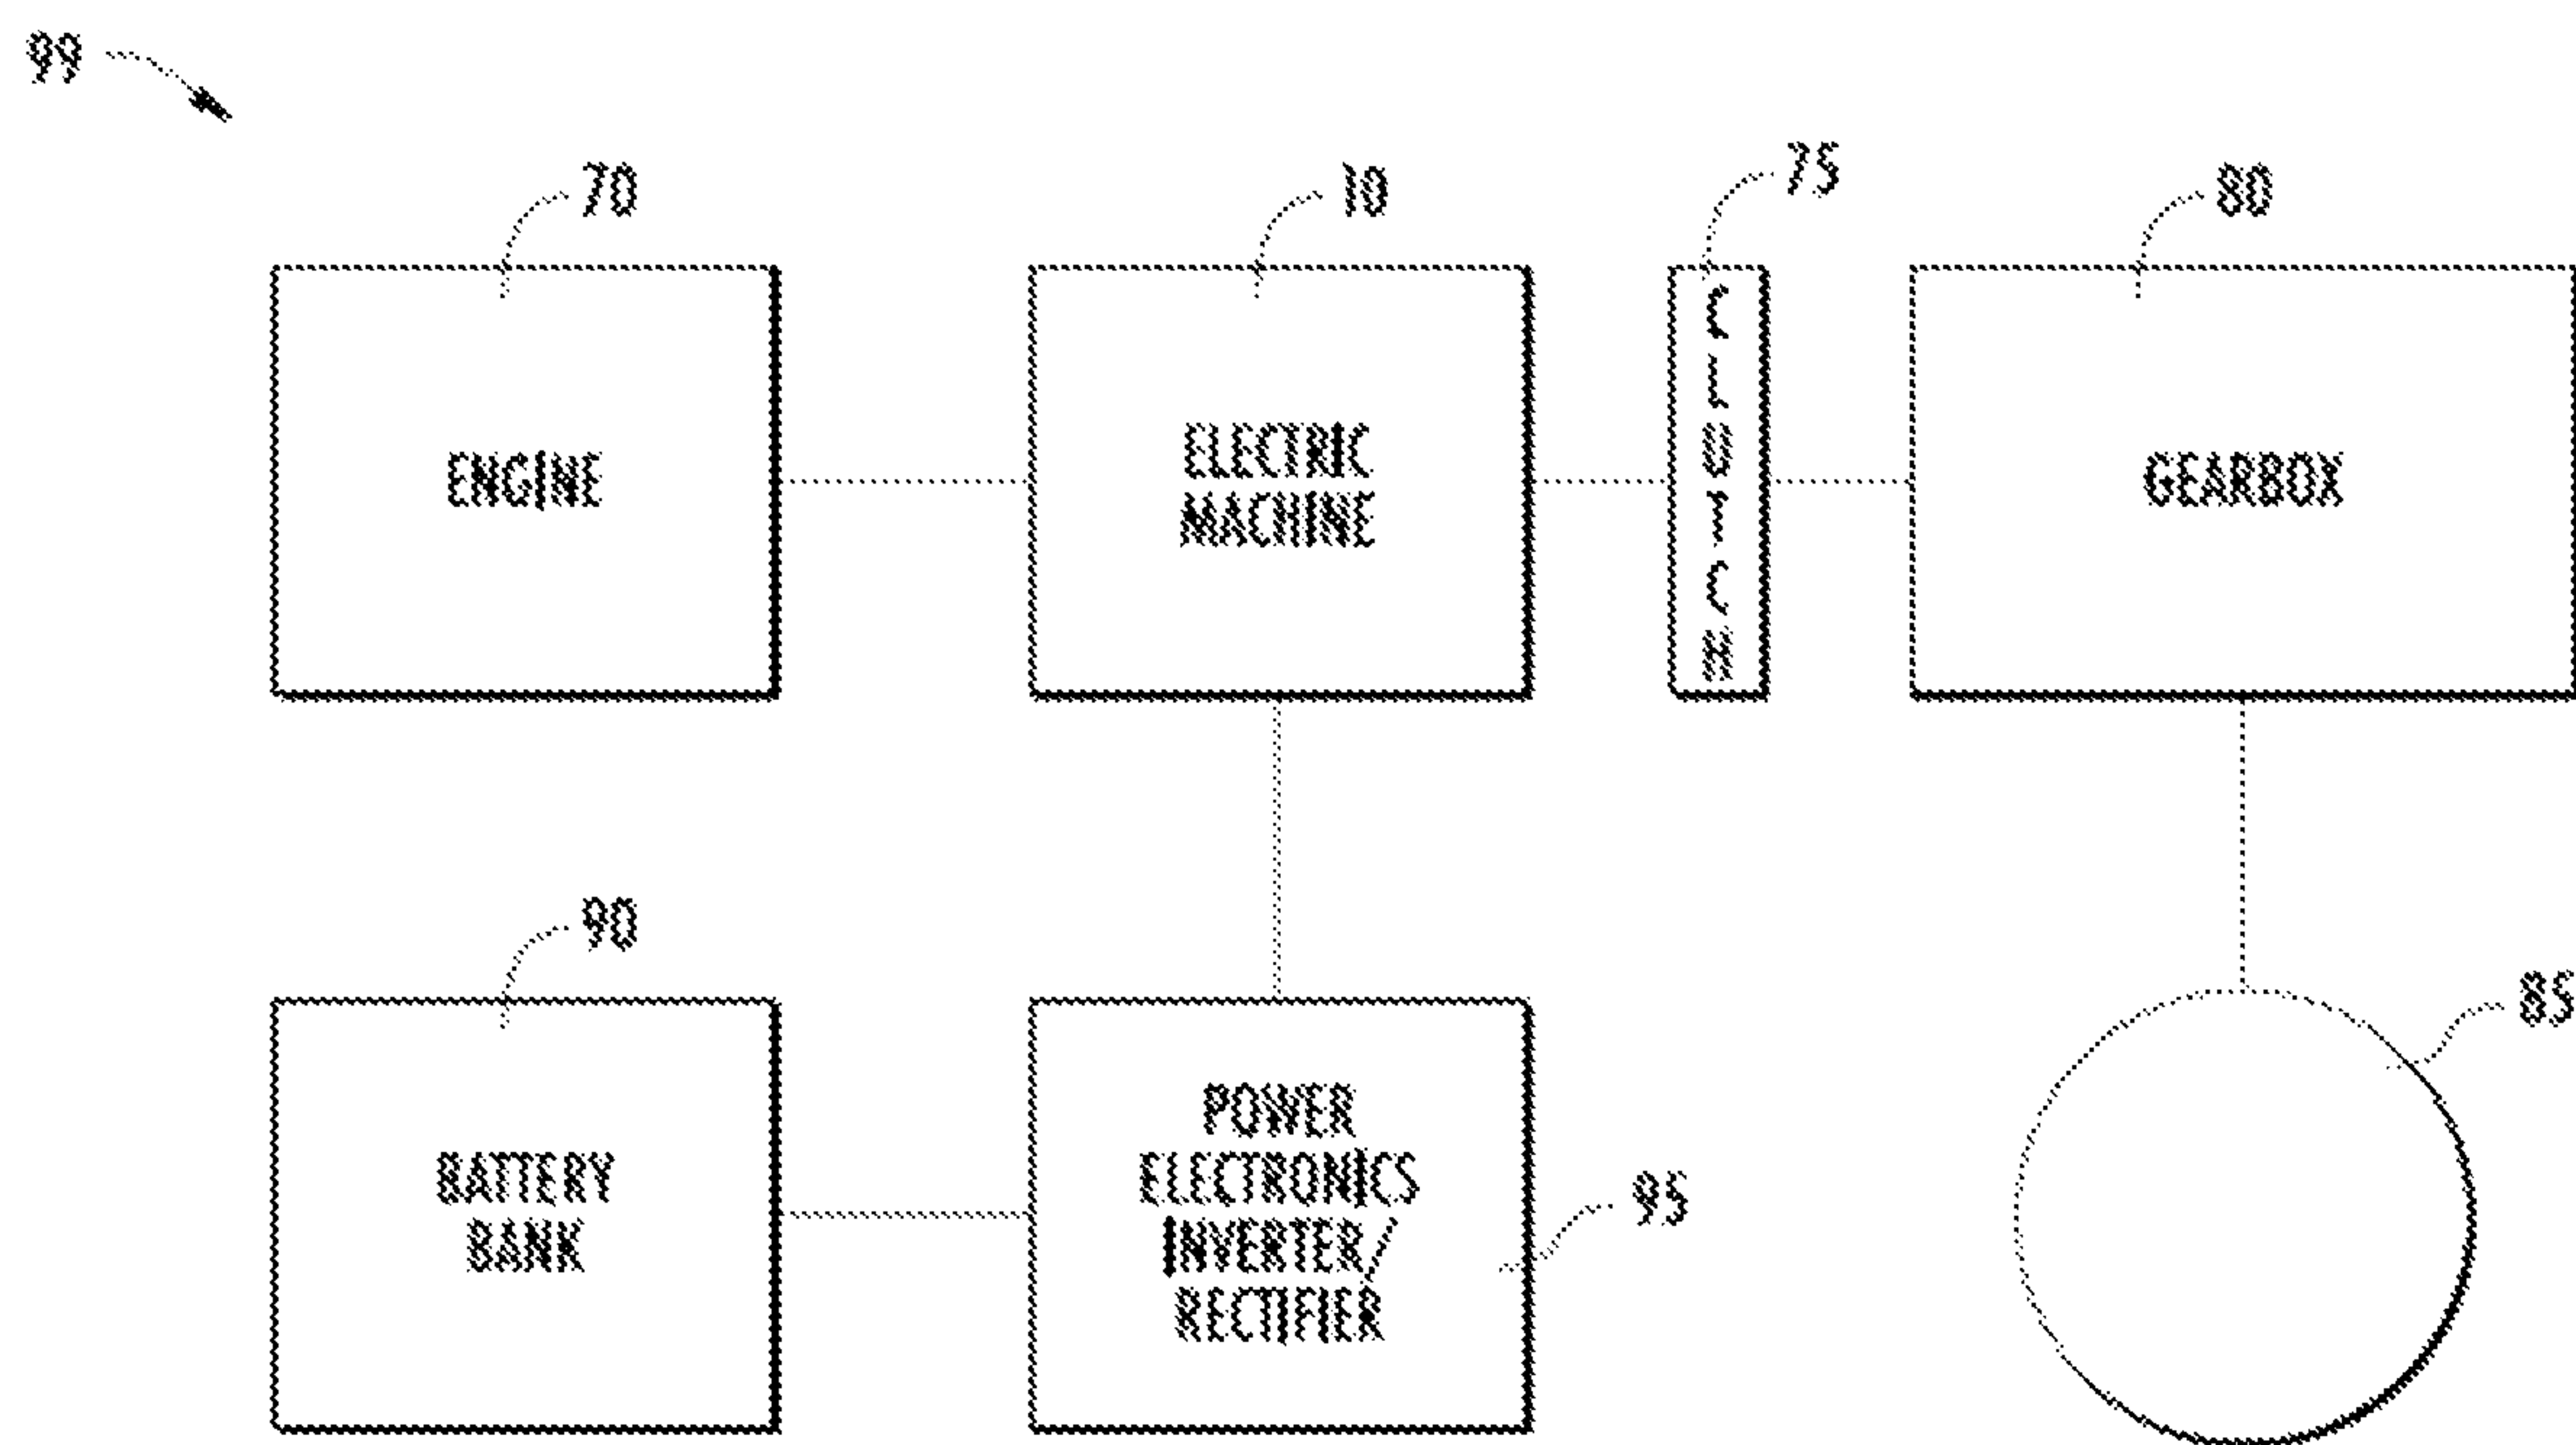 99
70
10
75
80
ENGINE
ELECTRIC
MACHINE
CLUTCH
GEARBOX
90
85
BATTERY
BANK
POWER
ELECTRONICS
INVERTER/
RECTIFIER
95